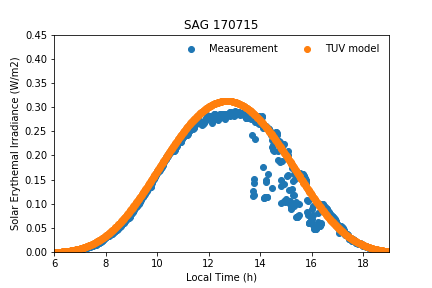 SAG 170715
Measurement
TUV model
Solar Erythemal Irradiance (W/m2)
0.45
0.40
0.35
0.30
0.25
0.20
0.15
0.10
0.05
0.00
6 8 10 12 14 16 18
Local Time (h)